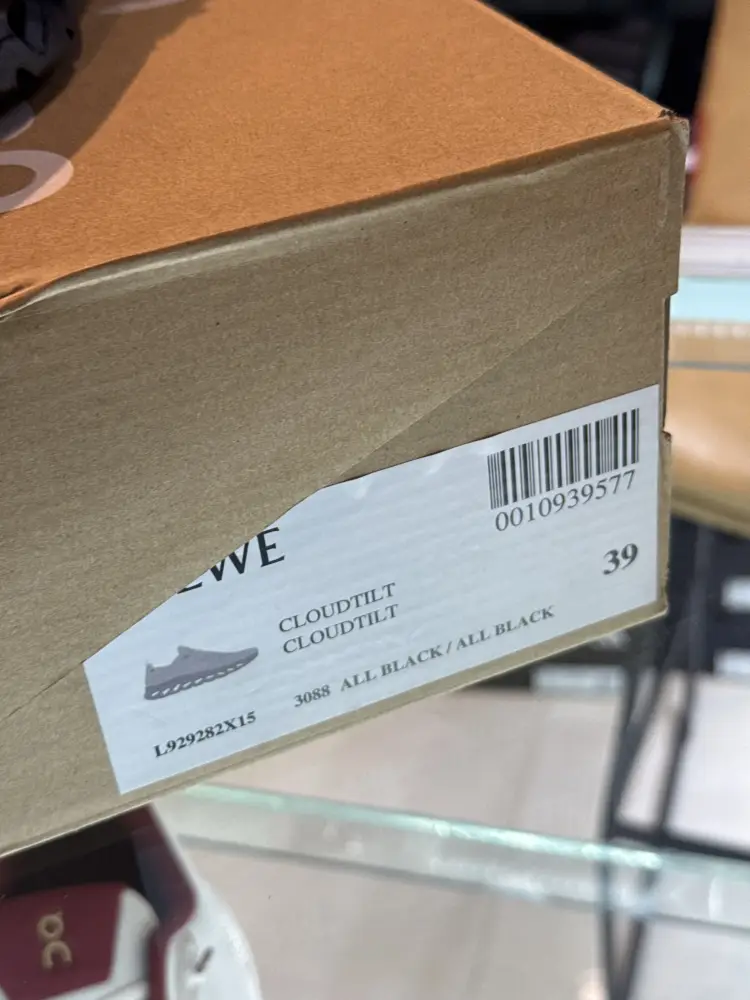 0010939577
EWE
39
CLOUDTILT
CLOUDTILT
3088 ALL BLACK / ALL BLACK
L929282X15